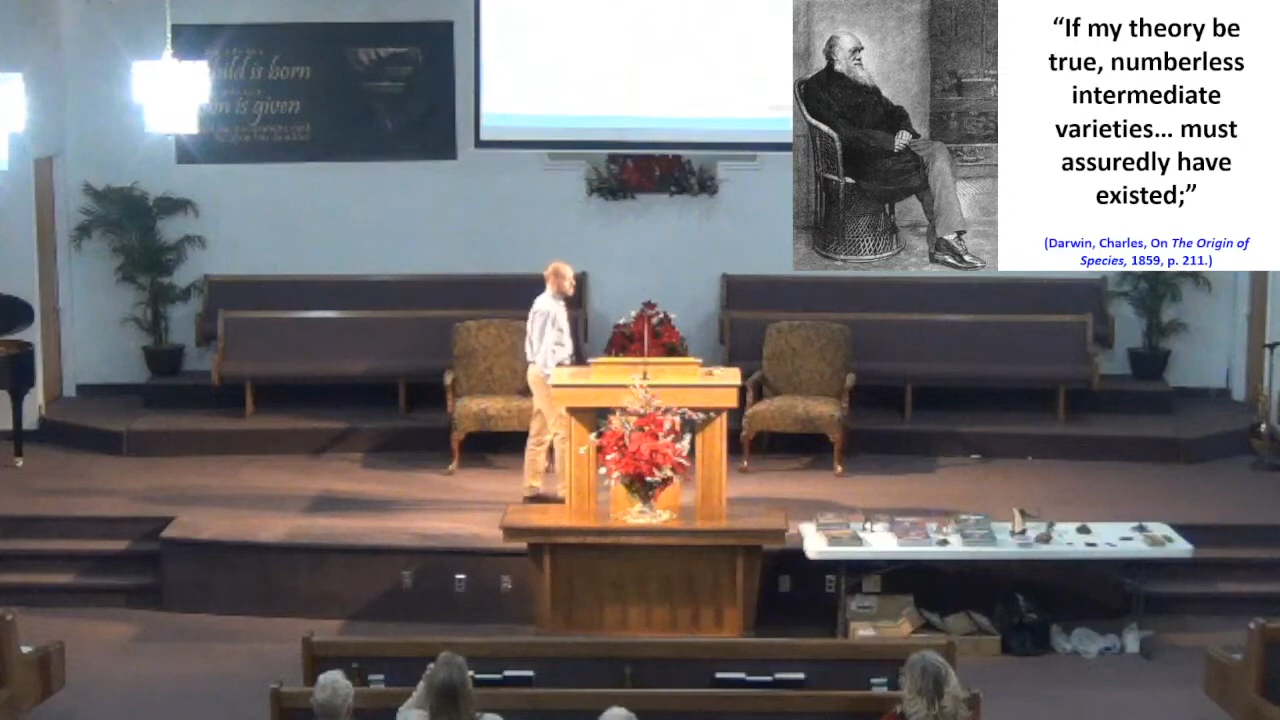 child is born
son is given
“If my theory be
true, numberless
intermediate
varieties... must
assuredly have
existed;”
(Darwin, Charles, On The Origin of
Species, 1859, p. 211.)